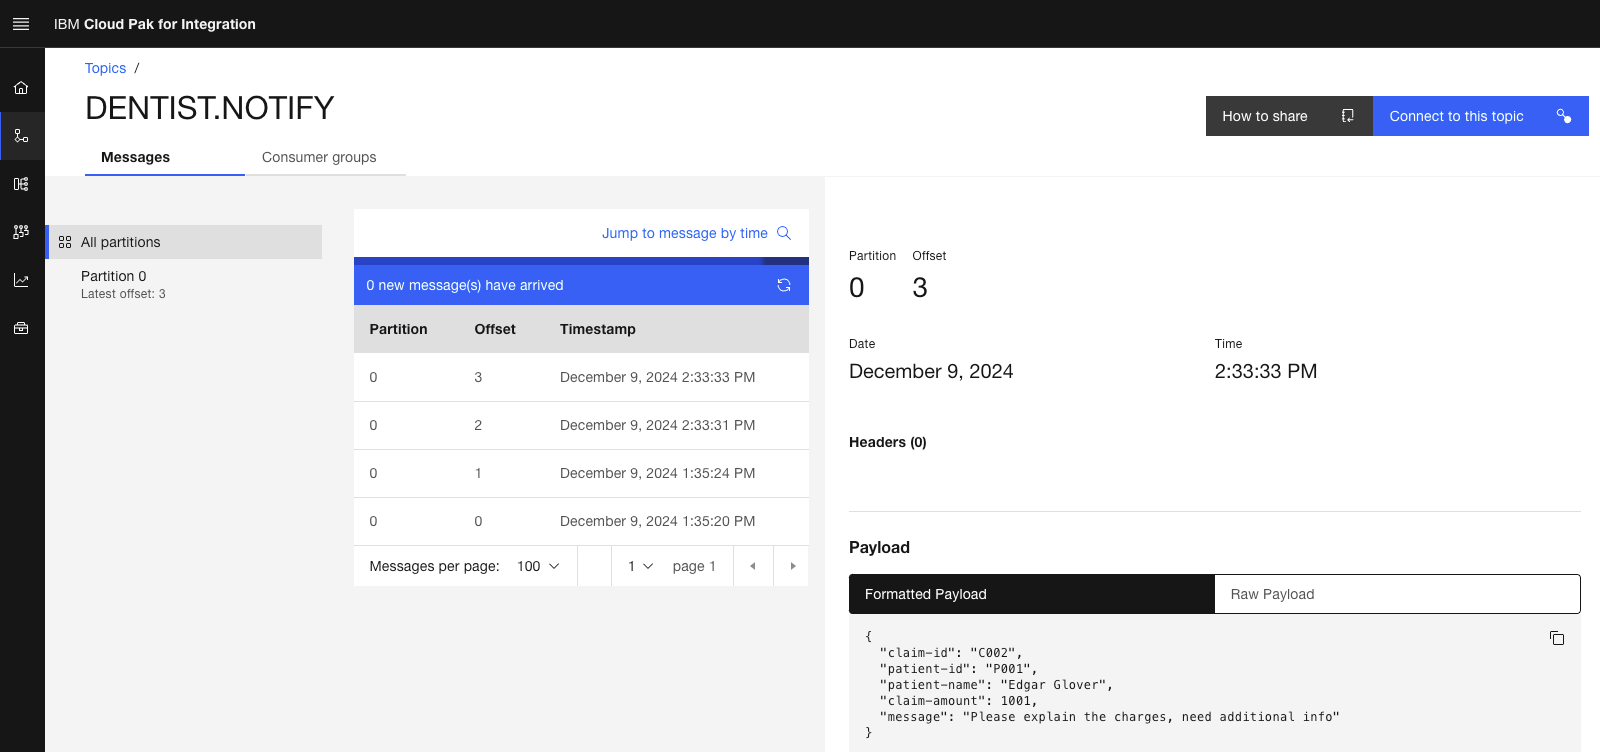 IBM Cloud Pak for Integration
Topics /
DENTIST.NOTIFY
How to share
Connect to this topic
Messages
Consumer groups
All partitions
Partition 0
Latest offset: 3
Jump to message by time
0 new message(s) have arrived
Partition Offset Timestamp
0 3 December 9, 2024 2:33:33 PM
0 2 December 9, 2024 2:33:31 PM
0 1 December 9, 2024 1:35:24 PM
0 0 December 9, 2024 1:35:20 PM
Messages per page: 100 1 page 1
Partition Offset
0 3
Date Time
December 9, 2024 2:33:33 PM
Headers (0)
Payload
Formatted Payload Raw Payload
{
"claim-id": "C002",
"patient-id": "P001",
"patient-name": "Edgar Glover",
"claim-amount": 1001,
"message": "Please explain the charges, need additional info"
}